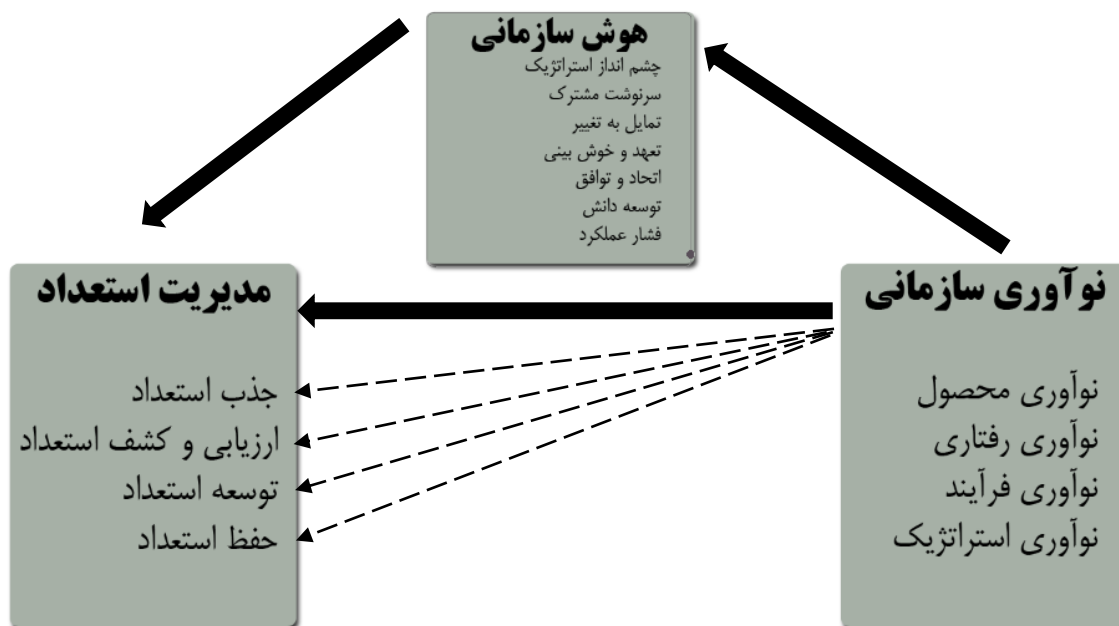 هوش سازمانی
چشم انداز استراتژیک
سرنوشت مشترک
تمایل به تغییر
تعهد و خوش بینی
اتحاد و توافق
توسعه دانش
فشار عملکرد
نوآوری سازمانی
نوآوری محصول
نوآوری رفتاری
نوآوری فرآیند
نوآوری استراتژیک
مدیریت استعداد
جذب استعداد
ارزیابی و کشف استعداد
توسعه استعداد
حفظ استعداد